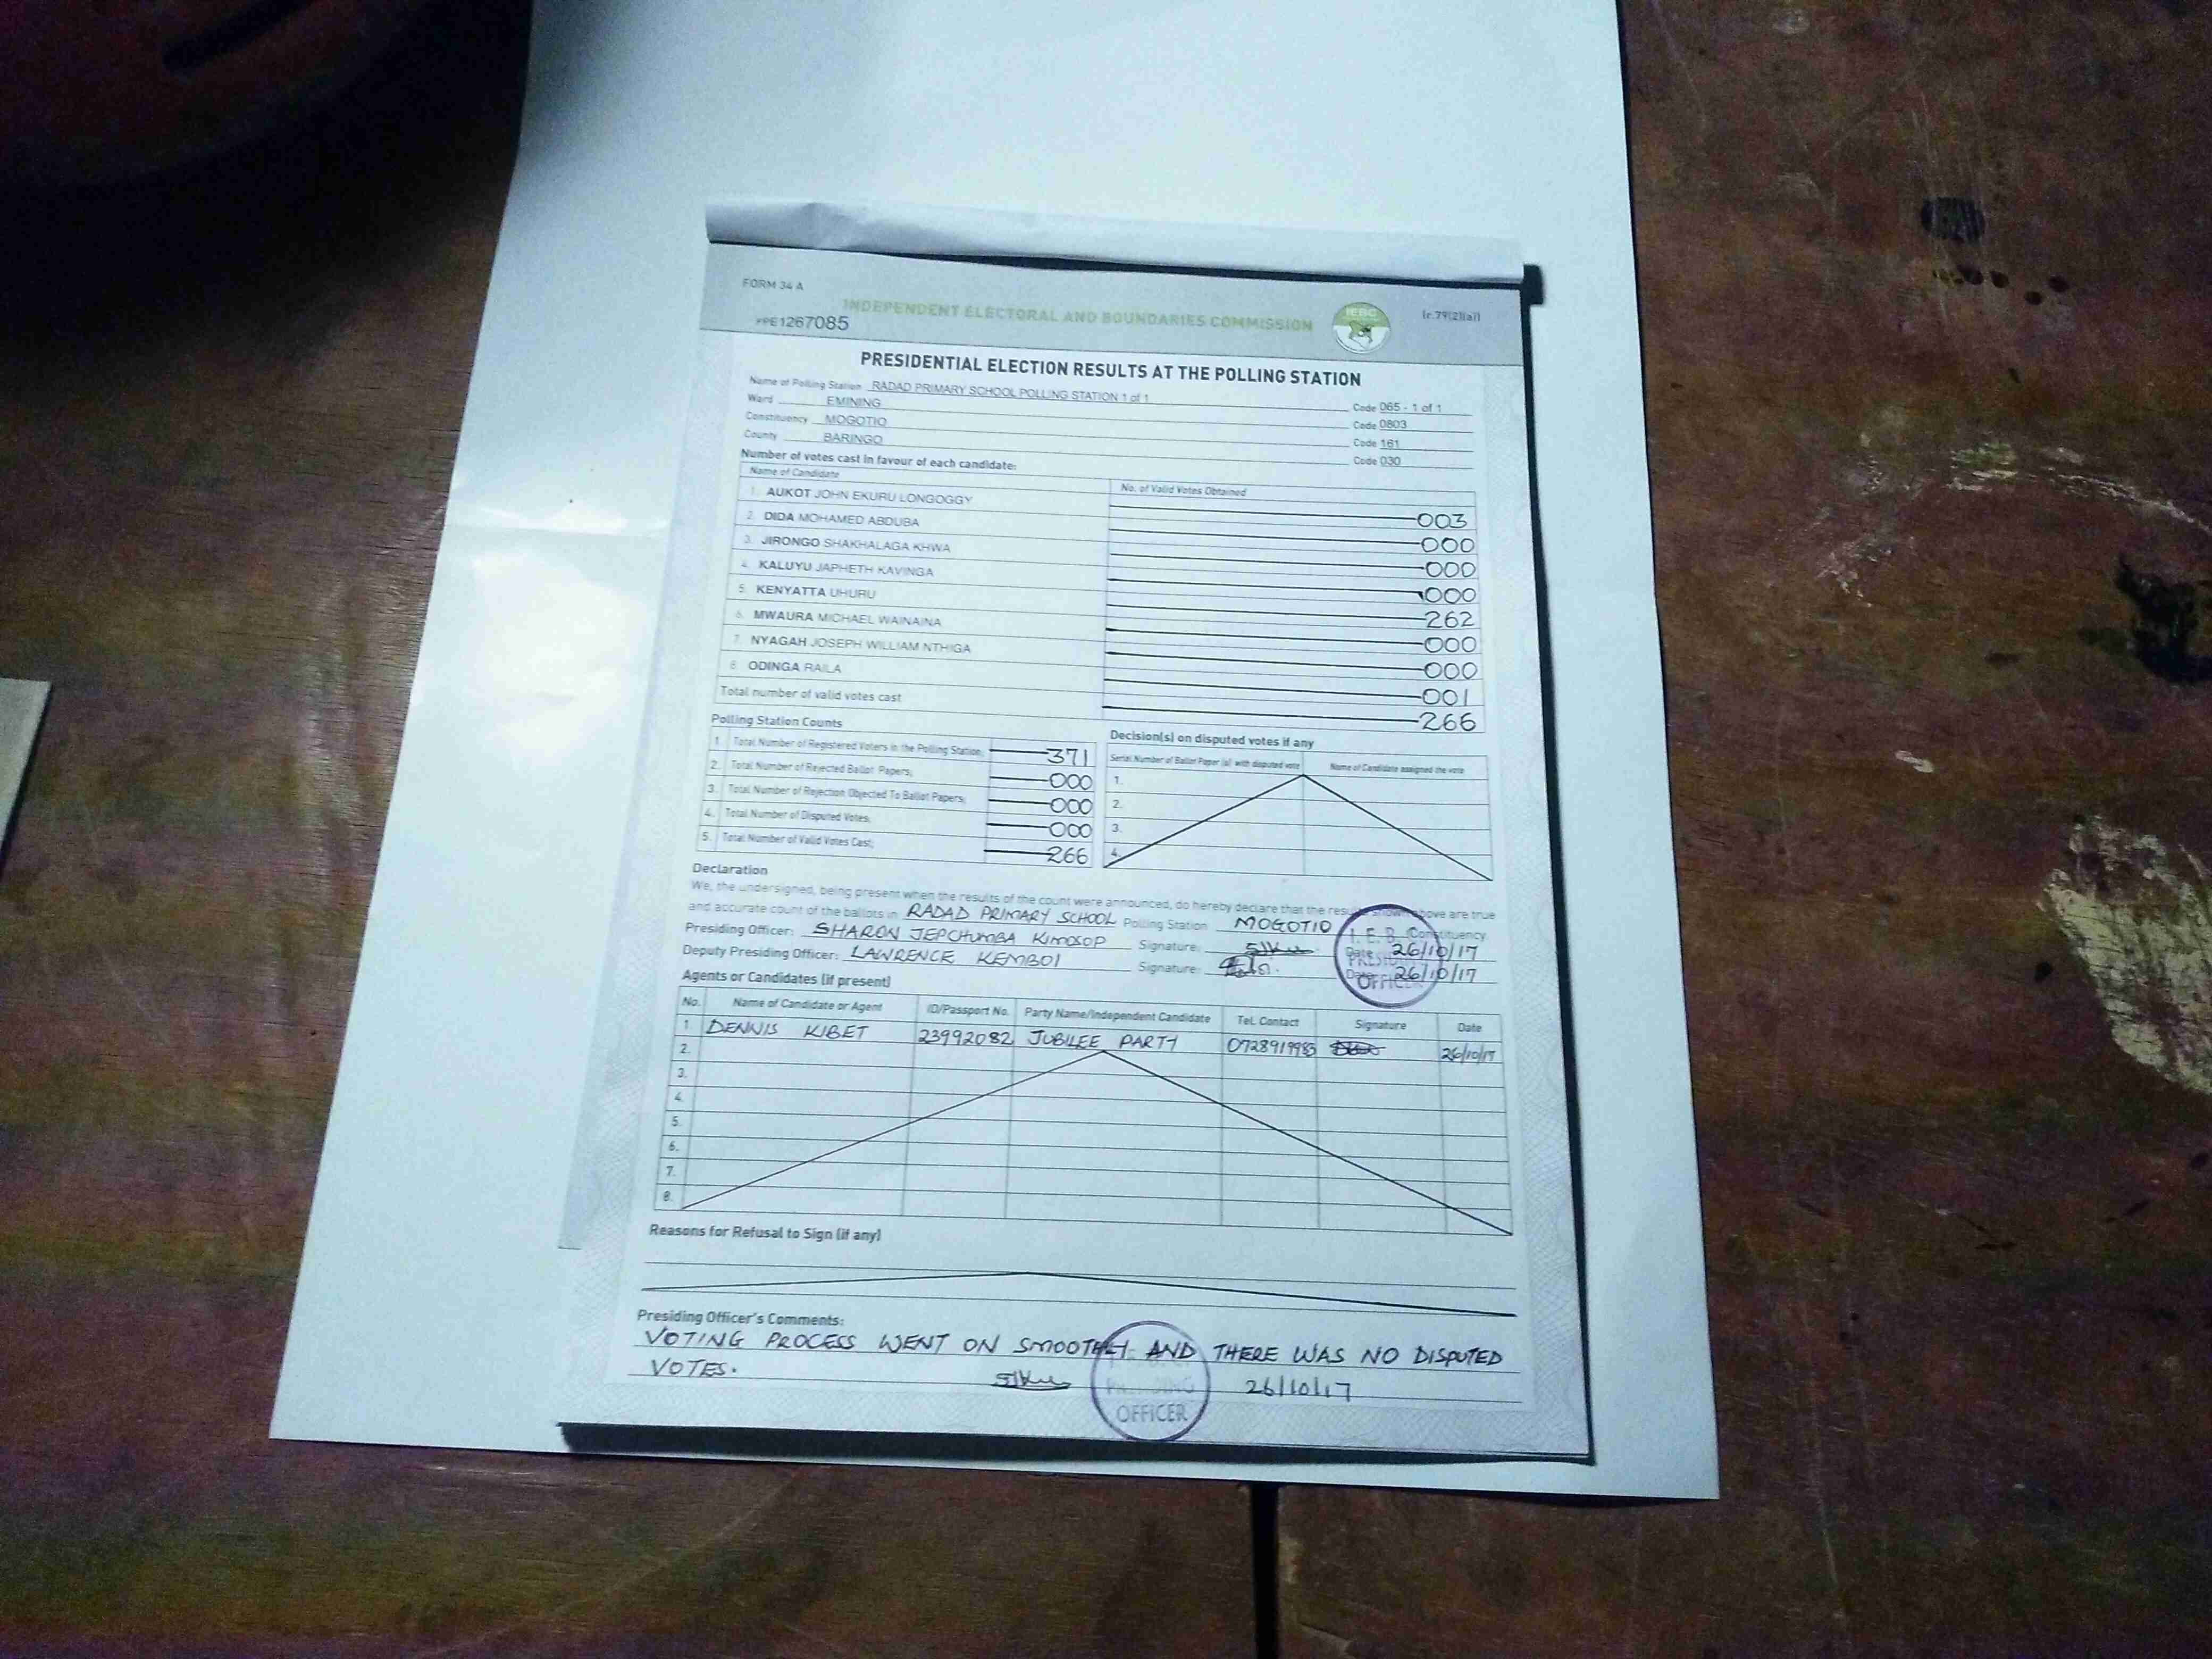 FORM 34 A
INDEPENDENT ELECTORAL AND BOUNDARIES COMMISSION
IEBC
(r.79(2)(a))
PPE1267085
PRESIDENTIAL ELECTION RESULTS AT THE POLLING STATION
Name of Polling Station RADAD PRIMARY SCHOOL POLLING STATION 1 of 1 Code 065 - 1 of 1
Ward EMINING Code 0803
Constituency MOGOTIO Code 161
County BARINGO Code 030
Number of votes cast in favour of each candidate:
Name of Candidate No. of Valid Votes Obtained
1. AUKOT JOHN EKURU LONGOGGY 003
2. DIDA MOHAMED ABDUBA 000
3. JIRONGO SHAKHALAGA KHWA 000
4. KALUYU JAPHETH KAVINGA 000
5. KENYATTA UHURU 262
6. MWAURA MICHAEL WAINAINA 000
7. NYAGAH JOSEPH WILLIAM NTHIGA 000
8. ODINGA RAILA 001
Total number of valid votes cast 266
Polling Station Counts
1. Total Number of Registered Voters in the Polling Station; 371
2. Total Number of Rejected Ballot Papers; 000
3. Total Number of Rejection Objected To Ballot Papers; 000
4. Total Number of Disputed Votes; 000
5. Total Number of Valid Votes Cast; 266
Decision(s) on disputed votes if any
Serial Number of Ballot Paper (s) with disputed vote Name of Candidate assigned the vote
1.
2.
3.
4.
Declaration
We, the undersigned, being present when the results of the count were announced, do hereby declare that the results shown above are true
and accurate count of the ballots in RADAD PRIMARY SCHOOL Polling Station MOGOTIO Constituency
Presiding Officer: SHARON JEPCHUMBA KIMOSOP Signature: Date 26/10/17
Deputy Presiding Officer: LAWRENCE KEMBOI Signature: Date 26/10/17
I. E. B.
PRESIDING
OFFICER
Agents or Candidates (if present)
No. Name of Candidate or Agent ID/Passport No. Party Name/Independent Candidate Tel. Contact Signature Date
1. DENNIS KIBET 23992082 JUBILEE PARTY 0728919983 26/10/17
2.
3.
4.
5.
6.
7.
8.
Reasons for Refusal to Sign (if any)
Presiding Officer's Comments:
VOTING PROCESS WENT ON SMOOTHLY AND THERE WAS NO DISPUTED
VOTES. 26/10/17
PRESIDING
OFFICER